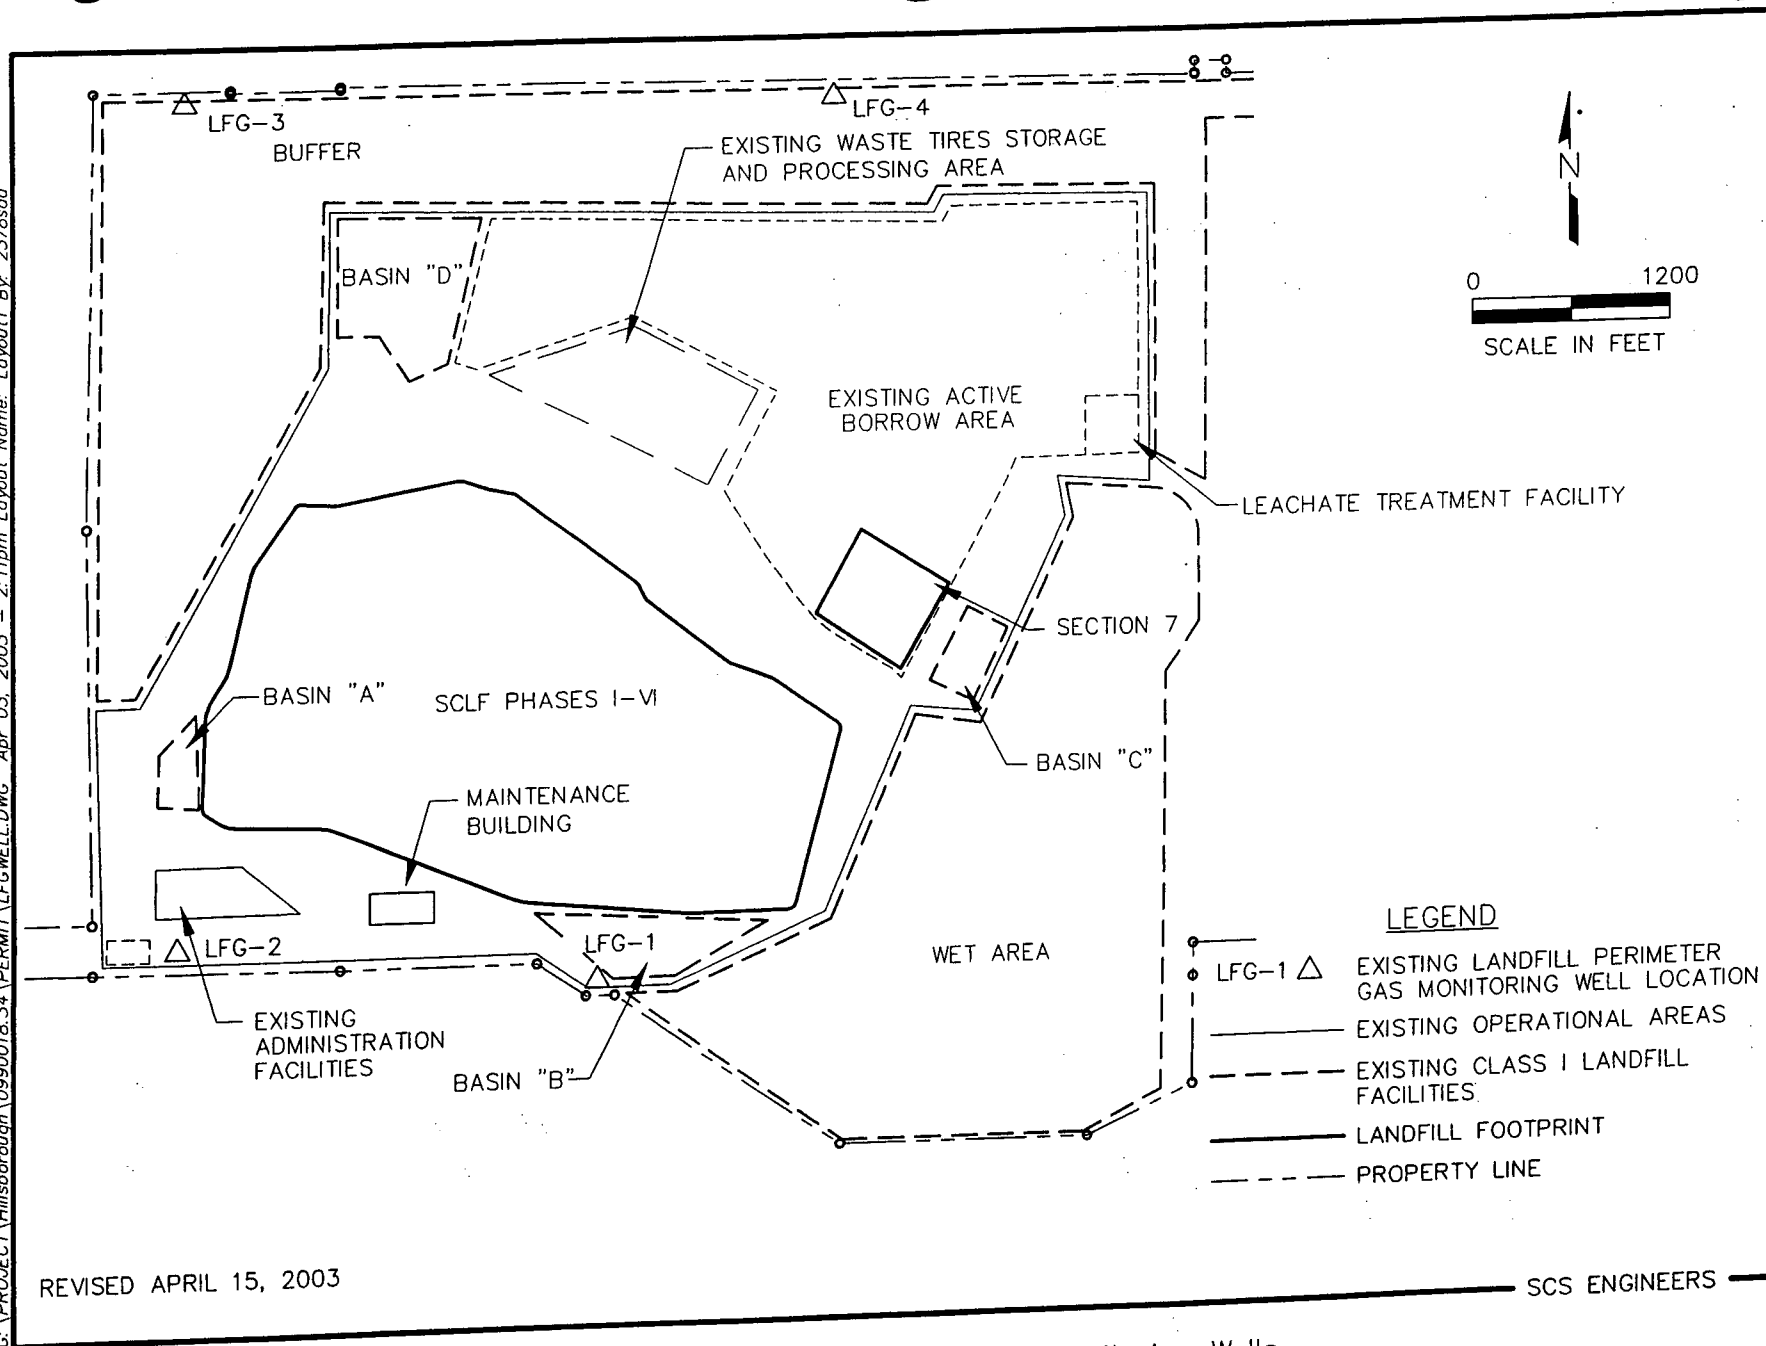 LFG-3
LFG-4
BUFFER
EXISTING WASTE TIRES STORAGE
AND PROCESSING AREA
N
0 1200
SCALE IN FEET
BASIN "D"
EXISTING ACTIVE
BORROW AREA
LEACHATE TREATMENT FACILITY
SECTION 7
BASIN "A"
SCLF PHASES I-VI
BASIN "C"
MAINTENANCE
BUILDING
LFG-2
LFG-1
WET AREA
EXISTING
ADMINISTRATION
FACILITIES
BASIN "B"
LEGEND
LFG-1 EXISTING LANDFILL PERIMETER
GAS MONITORING WELL LOCATION
EXISTING OPERATIONAL AREAS
EXISTING CLASS I LANDFILL
FACILITIES
LANDFILL FOOTPRINT
PROPERTY LINE
REVISED APRIL 15, 2003
SCS ENGINEERS